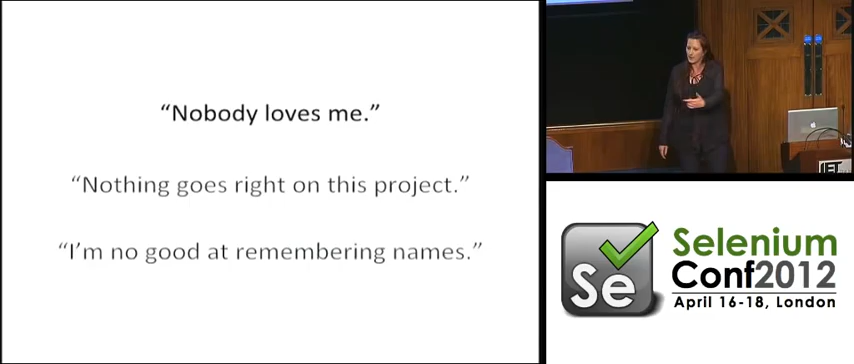 “Nobody loves me.”
“Nothing goes right on this project.”
“I’m no good at remembering names.”
IET
Se
Selenium
Conf2012
April 16-18, London